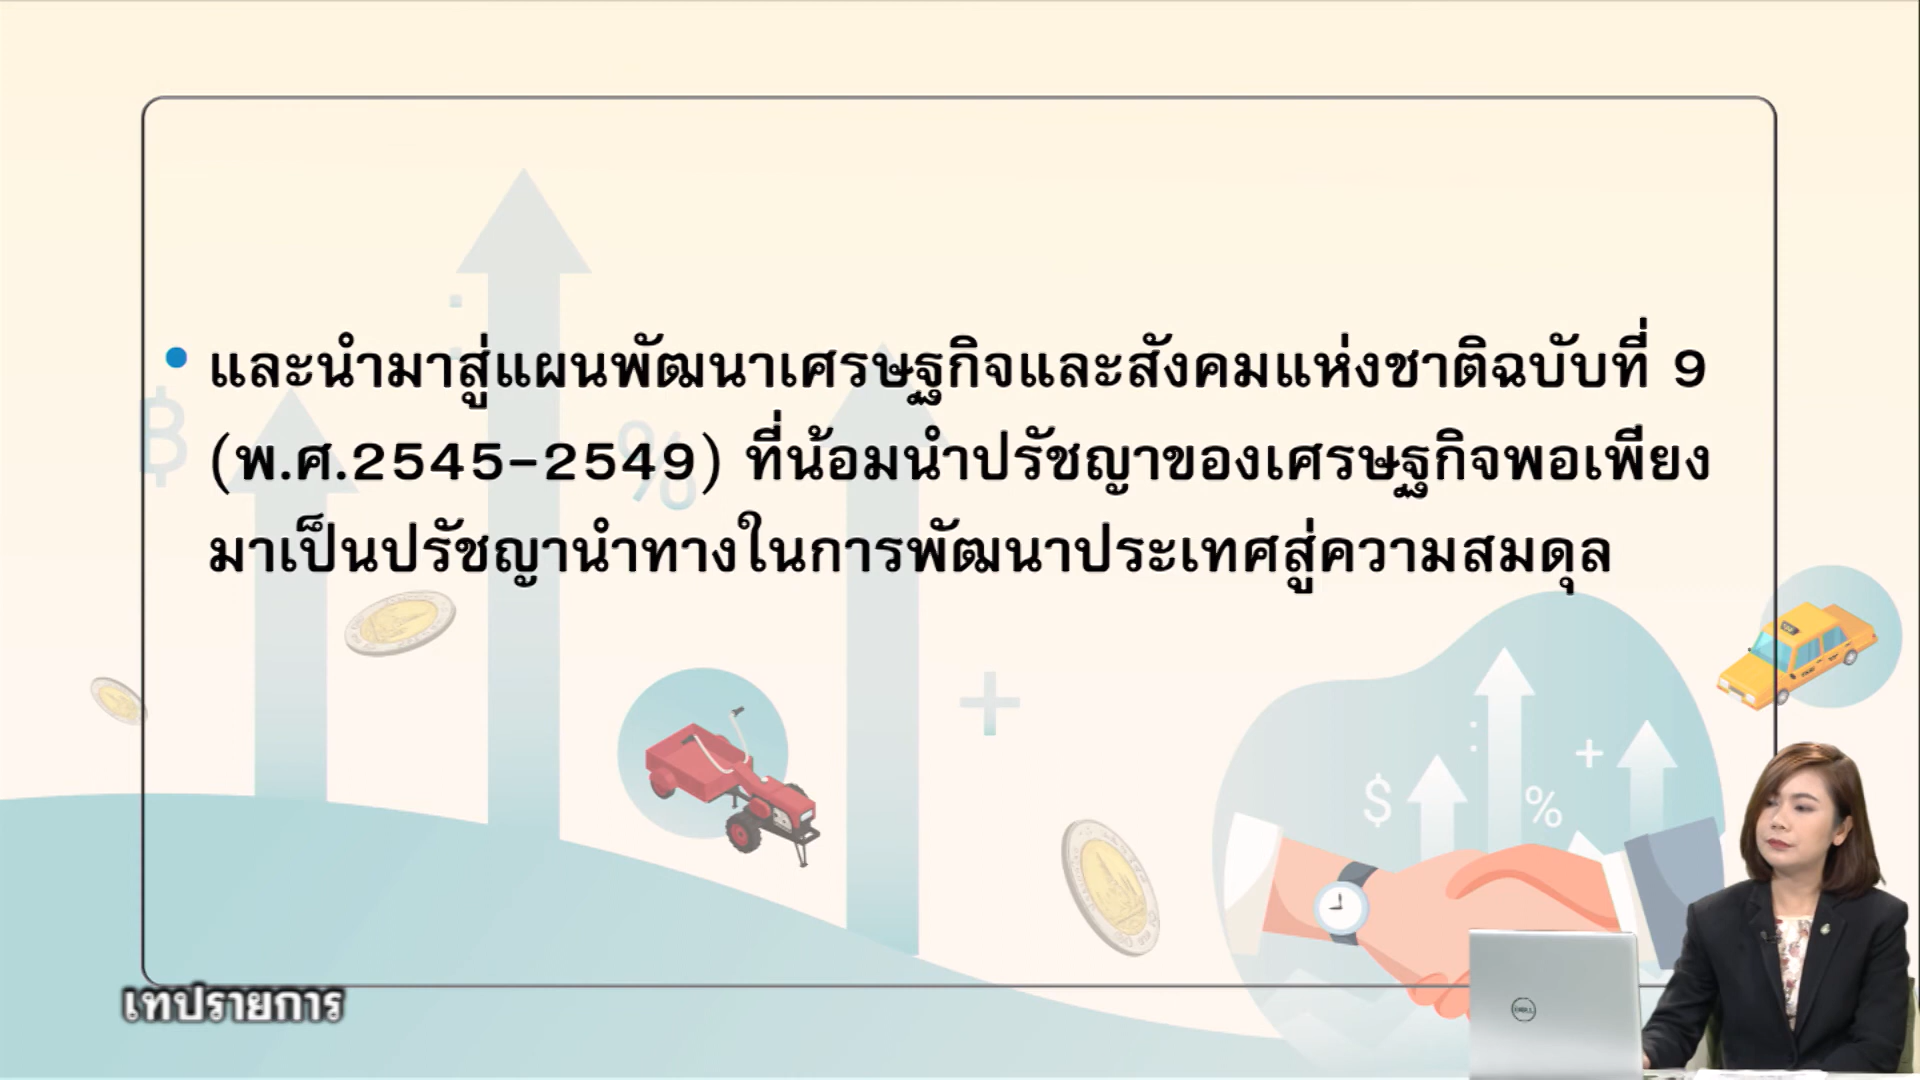 • และนำมาสู่แผนพัฒนาเศรษฐกิจและสังคมแห่งชาติฉบับที่ 9
(พ.ศ.2545-2549) ที่น้อมนำปรัชญาของเศรษฐกิจพอเพียง
มาเป็นปรัชญานำทางในการพัฒนาประเทศสู่ความสมดุล
฿
%
+
$
%
+
TAXI
DELL
เทปรายการ